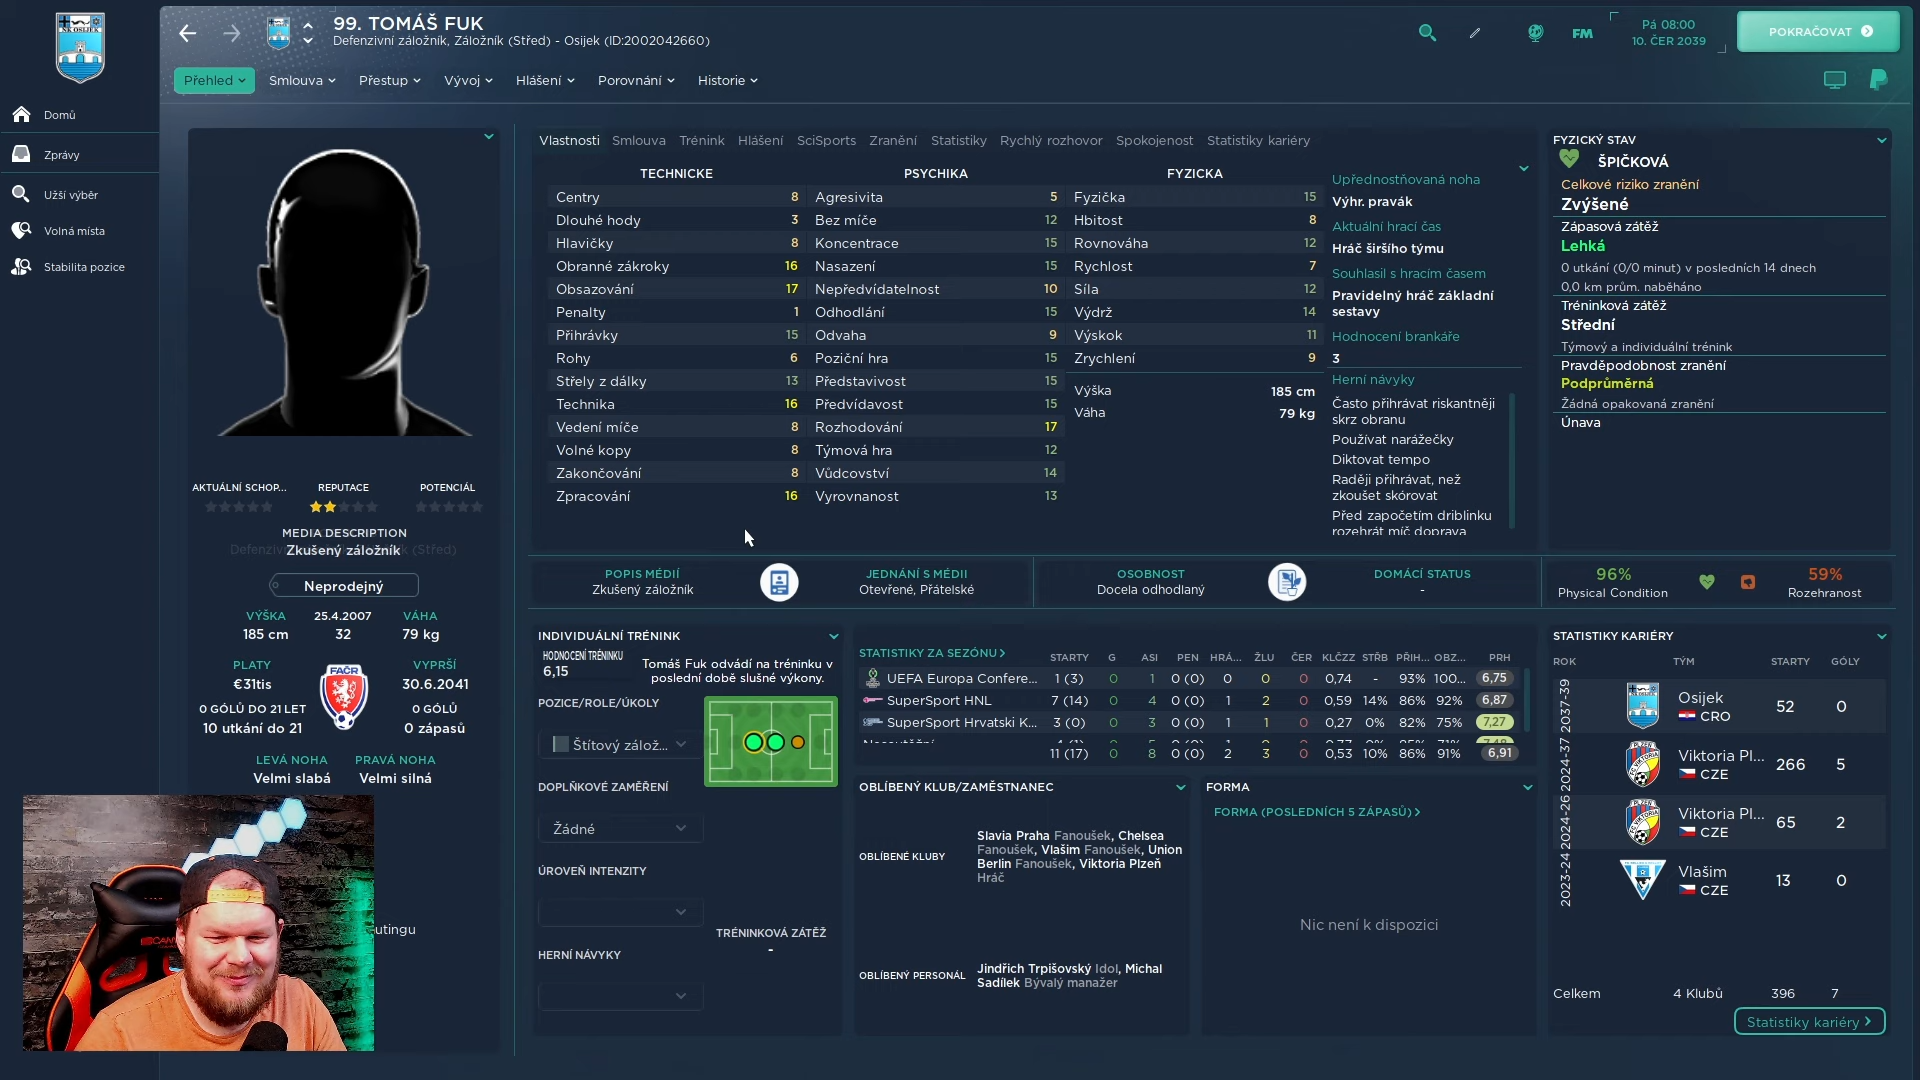 99. TOMÁŠ FUK
Defenzivní záložník, Záložník (Střed) - Osijek (ID:2002042660)
FM
Pá 08:00
10. ČER 2039
POKRAČOVAT
Přehled
Smlouva
Přestup
Vývoj
Hlášení
Porovnání
Historie
Domů
Zprávy
Užší výběr
Volná místa
Stabilita pozice
AKTUÁLNÍ SCHOP... REPUTACE POTENCIÁL
MEDIA DESCRIPTION
Zkušený záložník
Neprodejný
VÝŠKA 25.4.2007 VÁHA
185 cm 32 79 kg
PLATY VYPRŠÍ
€31tis FAČR 30.6.2041
0 GÓLŮ DO 21 LET 0 GÓLŮ
10 utkání do 21 0 zápasů
LEVÁ NOHA PRAVÁ NOHA
Velmi slabá Velmi silná
utingu
Vlastnosti Smlouva Trénink Hlášení SciSports Zranění Statistiky Rychlý rozhovor Spokojenost Statistiky kariéry
TECHNICKE
Centry 8
Dlouhé hody 3
Hlavičky 8
Obranné zákroky 16
Obsazování 17
Penalty 1
Přihrávky 15
Rohy 6
Střely z dálky 13
Technika 16
Vedení míče 8
Volné kopy 8
Zakončování 8
Zpracování 16
PSYCHIKA
Agresivita 5
Bez míče 12
Koncentrace 15
Nasazení 15
Nepředvídatelnost 10
Odhodlání 15
Odvaha 9
Poziční hra 15
Představivost 15
Předvídavost 15
Rozhodování 17
Týmová hra 12
Vůdcovství 14
Vyrovnanost 13
FYZICKA
Fyzička 15
Hbitost 8
Rovnováha 12
Rychlost 7
Síla 12
Výdrž 14
Výskok 11
Zrychlení 9
Výška 185 cm
Váha 79 kg
Upřednostňovaná noha
Výhr. pravák
Aktuální hrací čas
Hráč širšího týmu
Souhlasil s hracím časem
Pravidelný hráč základní
sestavy
Hodnocení brankáře
3
Herní návyky
Často přihrávat riskantněji
skrz obranu
Používat narážečky
Diktovat tempo
Raději přihrávat, než
zkoušet skórovat
Před započetím driblinku
rozehrát míč doprava
FYZICKÝ STAV
ŠPIČKOVÁ
Celkové riziko zranění
Zvýšené
Zápasová zátěž
Lehká
0 utkání (0/0 minut) v posledních 14 dnech
0,0 km prům. naběháno
Tréninková zátěž
Střední
Týmový a individuální trénink
Pravděpodobnost zranění
Podprůměrná
Žádná opakovaná zranění
Únava
POPIS MÉDIÍ
Zkušený záložník
JEDNÁNÍ S MÉDII
Otevřené, Přátelské
OSOBNOST
Docela odhodlaný
DOMÁCÍ STATUS
-
96%
Physical Condition
59%
Rozehranost
INDIVIDUÁLNÍ TRÉNINK
HODNOCENÍ TRÉNINKU
6,15
Tomáš Fuk odvádí na tréninku v
poslední době slušné výkony.
POZICE/ROLE/ÚKOLY
Štítový zálož...
DOPLŇKOVÉ ZAMĚŘENÍ
Žádné
ÚROVEŇ INTENZITY
TRÉNINKOVÁ ZÁTĚŽ
-
HERNÍ NÁVYKY
STATISTIKY ZA SEZÓNU STARTY G ASI PEN HRÁ... ŽLU ČER KLČZZ STŘB PŘIH... OBZ... PRH
UEFA Europa Confere... 1 (3) 0 1 0 (0) 0 0 0 0,74 - 93% 100... 6,75
SuperSport HNL 7 (14) 0 4 0 (0) 1 2 0 0,59 14% 86% 92% 6,87
SuperSport Hrvatski K... 3 (0) 0 3 0 (0) 1 1 0 0,27 0% 82% 75% 7,27
11 (17) 0 8 0 (0) 2 3 0 0,53 10% 86% 91% 6,91
OBLÍBENÝ KLUB/ZAMĚSTNANEC
OBLÍBENÉ KLUBY
Slavia Praha Fanoušek, Chelsea
Fanoušek, Vlašim Fanoušek, Union
Berlin Fanoušek, Viktoria Plzeň
Hráč
OBLÍBENÝ PERSONÁL
Jindřich Trpišovský Idol, Michal
Sadílek Bývalý manažer
FORMA
FORMA (POSLEDNÍCH 5 ZÁPASŮ)
Nic není k dispozici
STATISTIKY KARIÉRY
ROK TÝM STARTY GÓLY
2037-39 Osijek CRO 52 0
2024-37 Viktoria Pl... CZE 266 5
2024-26 Viktoria Pl... CZE 65 2
2023-24 Vlašim CZE 13 0
Celkem 4 Klubů 396 7
Statistiky kariéry